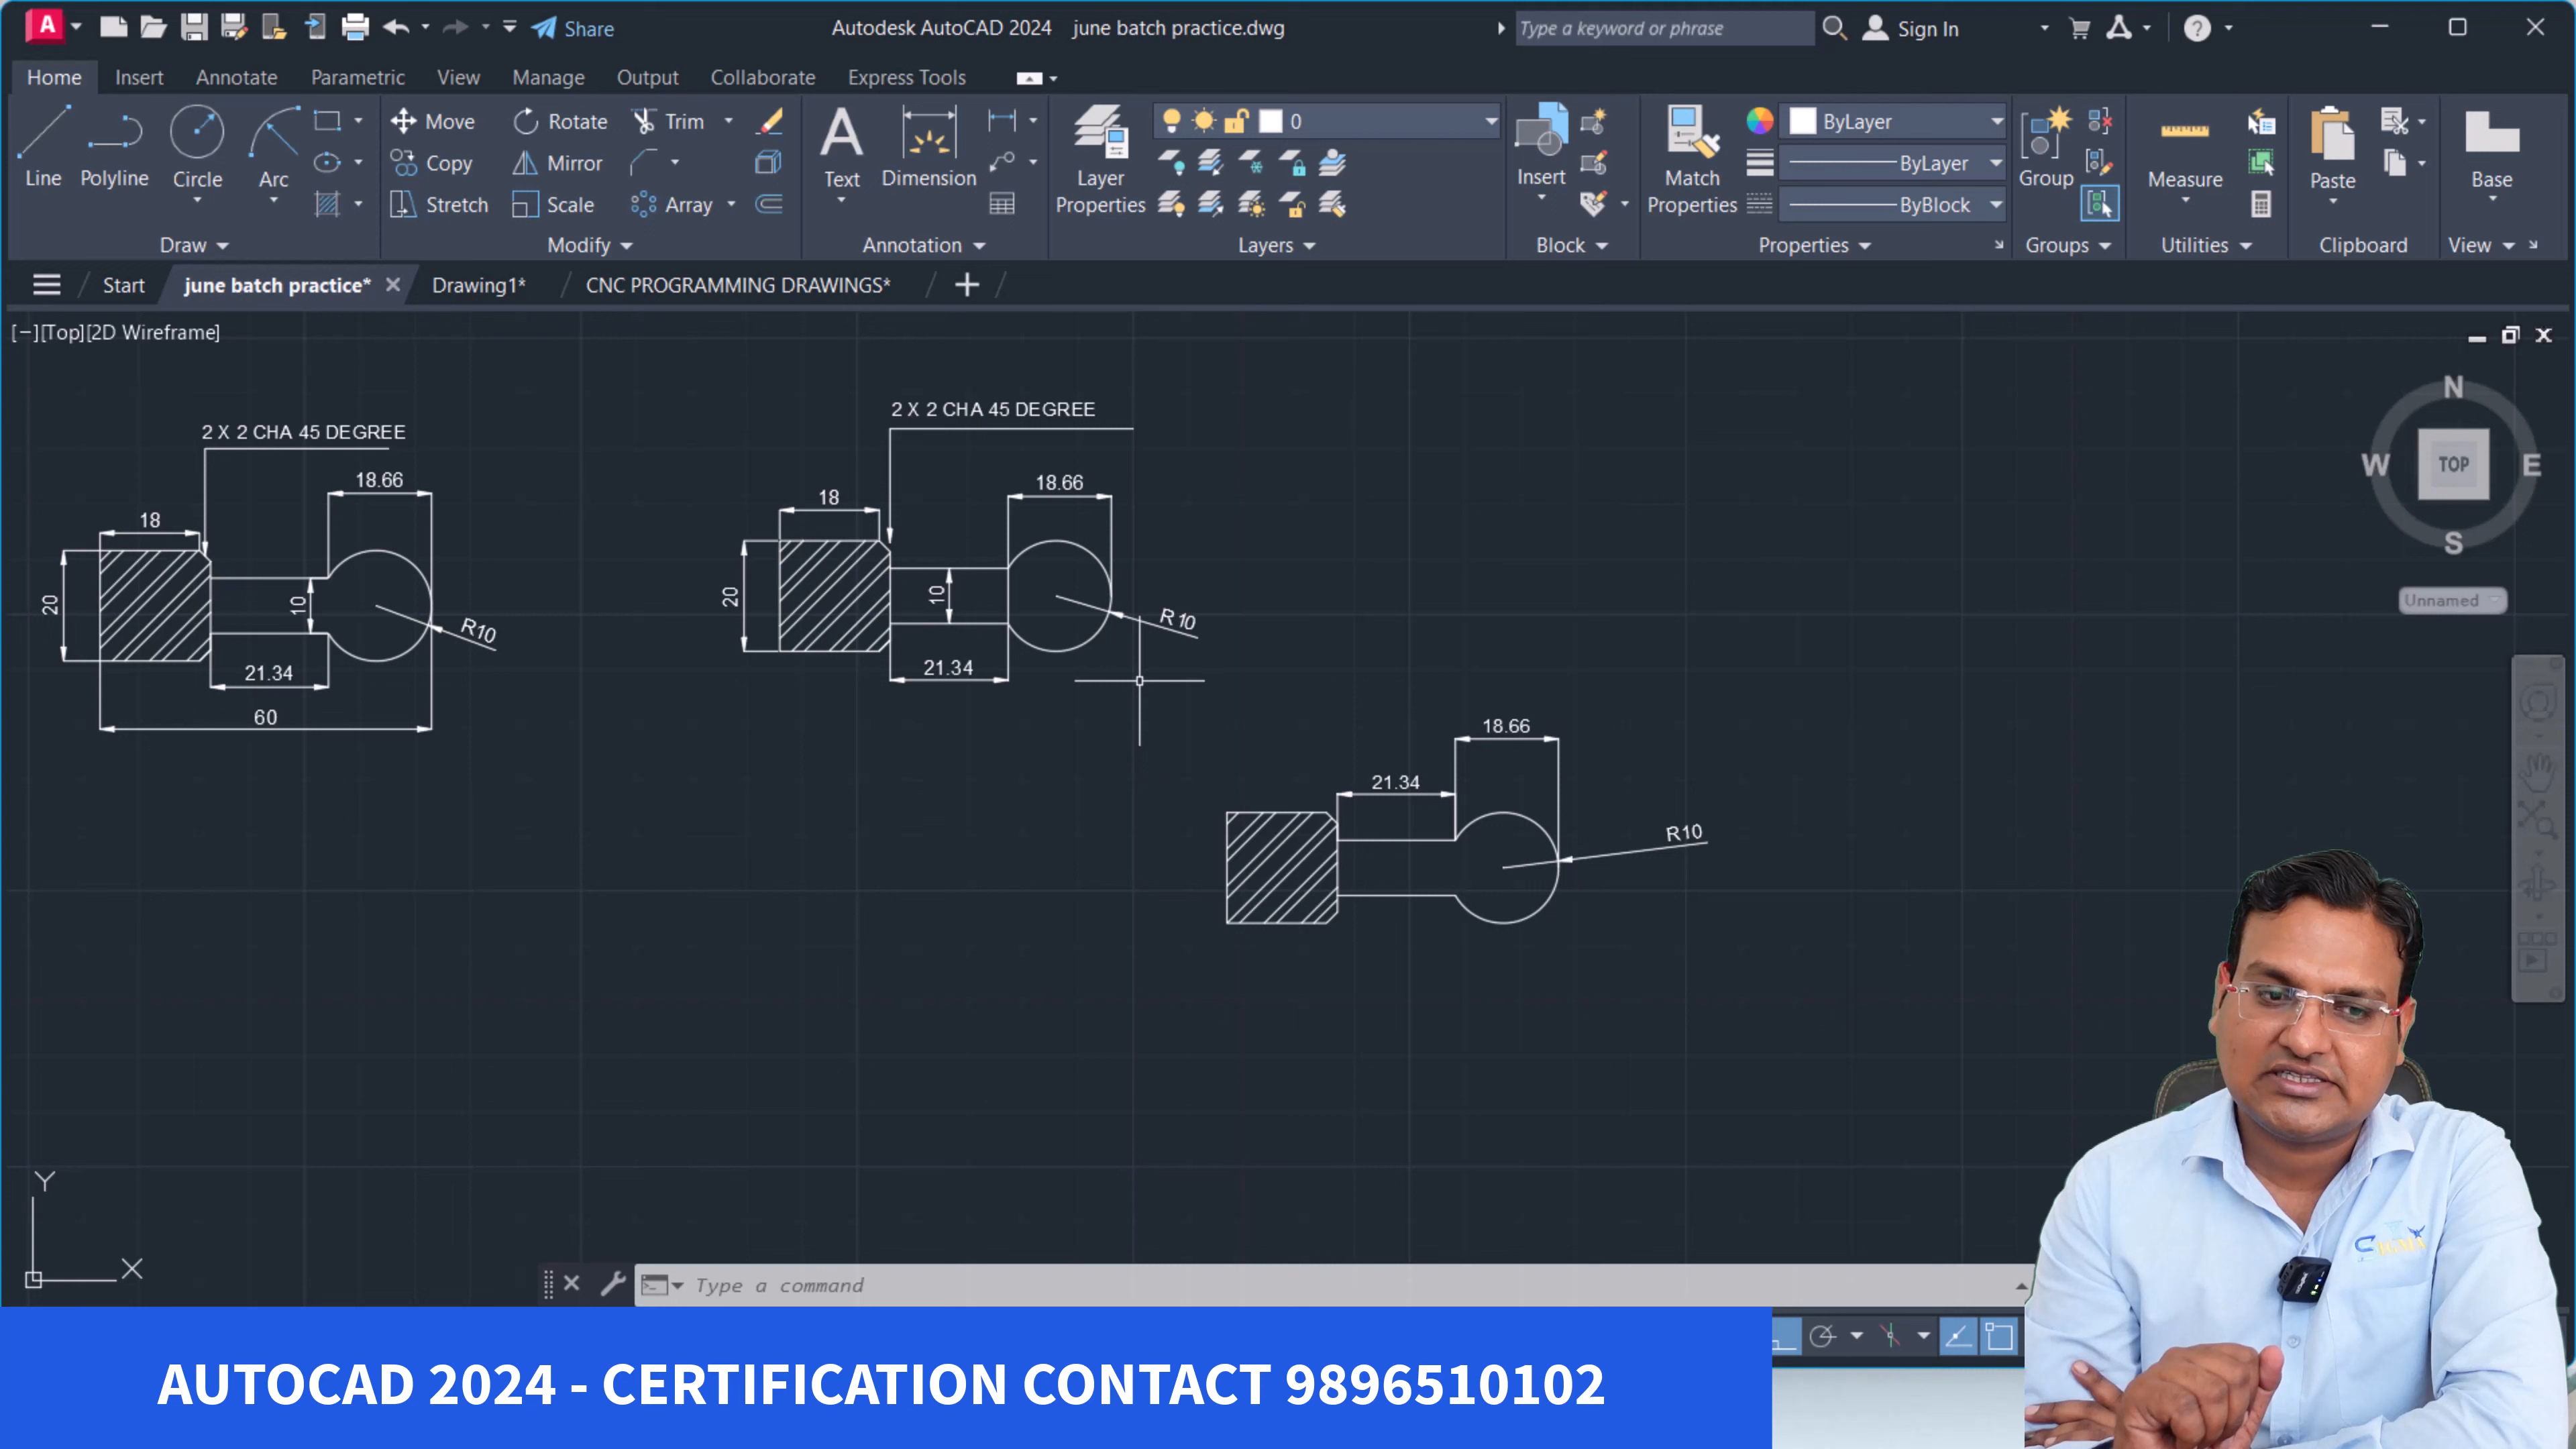 A
Share
Autodesk AutoCAD 2024 june batch practice.dwg
Type a keyword or phrase
Sign In
Home Insert Annotate Parametric View Manage Output Collaborate Express Tools
Line Polyline Circle Arc
Move Rotate Trim
Copy Mirror
Stretch Scale Array
Text Dimension
Layer Properties
0
Insert
Match Properties
ByLayer
ByLayer
ByBlock
Group
Measure
Paste
Base
Draw Modify Annotation Layers Block Properties Groups Utilities Clipboard View
Start june batch practice* Drawing1* CNC PROGRAMMING DRAWINGS*
[−][Top][2D Wireframe]
N
W TOP E
S
Unnamed
2 X 2 CHA 45 DEGREE
18.66
18
20
10
R10
21.34
60
2 X 2 CHA 45 DEGREE
18.66
18
20
10
R10
21.34
18.66
21.34
R10
Y
X
Type a command
AUTOCAD 2024 - CERTIFICATION CONTACT 9896510102